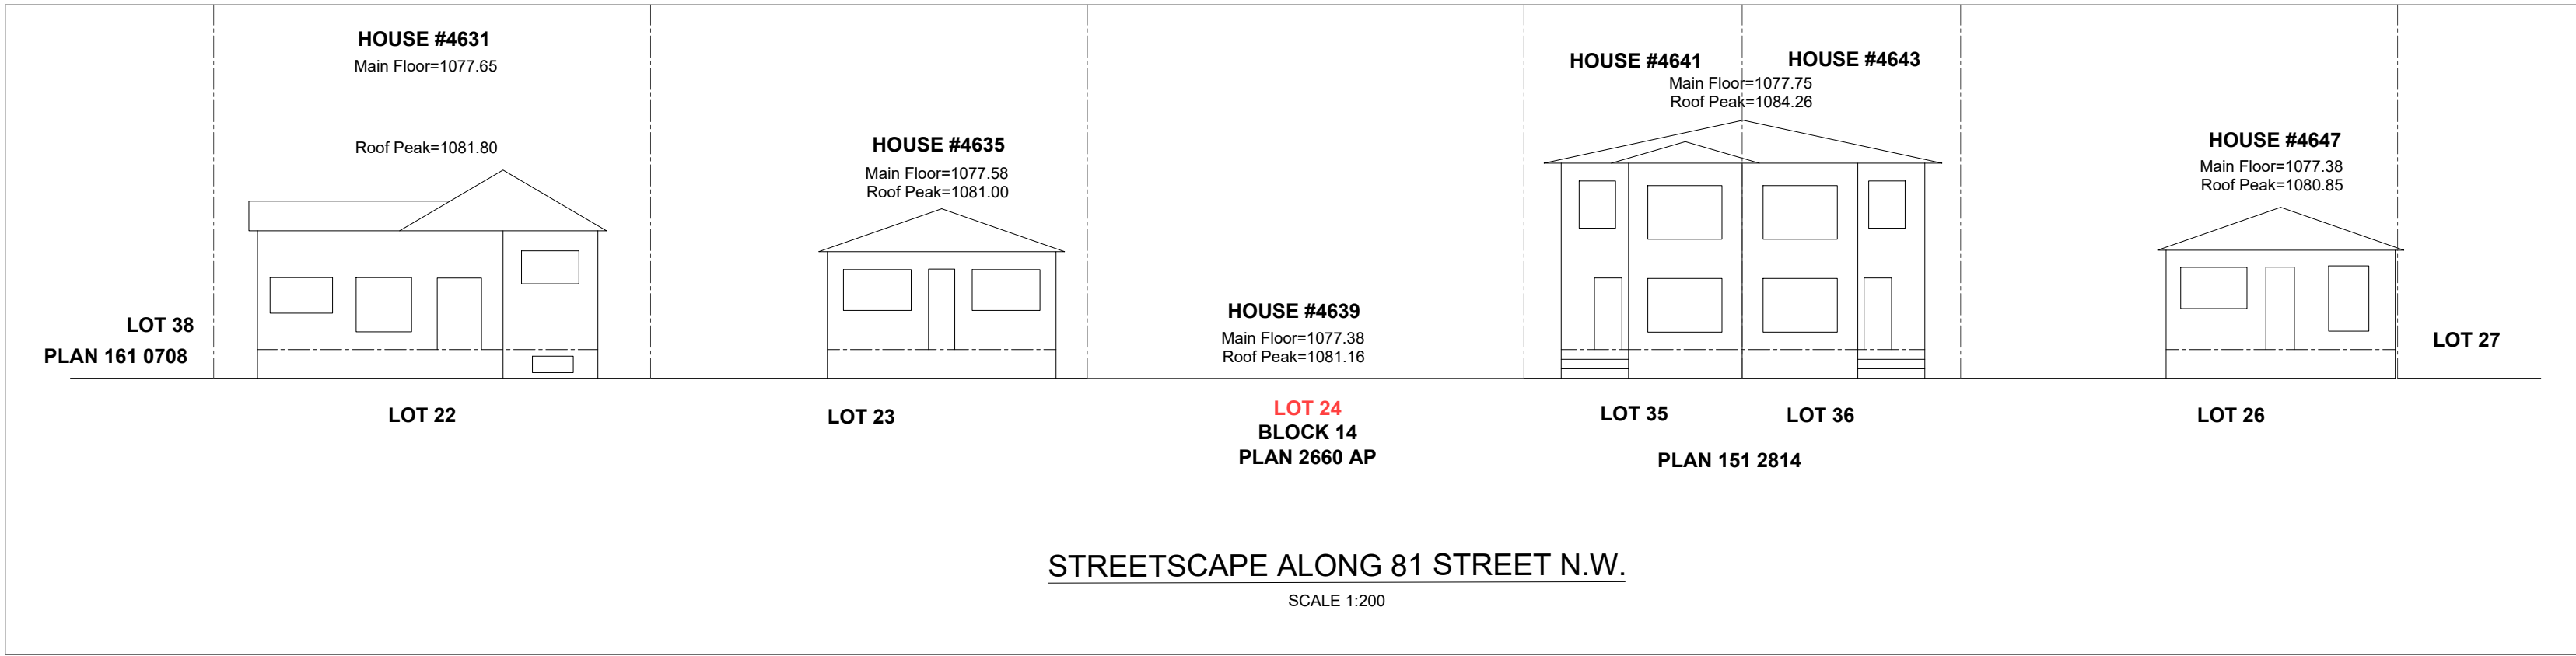 HOUSE #4631
Main Floor=1077.65
Roof Peak=1081.80
LOT 38
PLAN 161 0708
LOT 22
HOUSE #4635
Main Floor=1077.58
Roof Peak=1081.00
LOT 23
HOUSE #4639
Main Floor=1077.38
Roof Peak=1081.16
LOT 24
BLOCK 14
PLAN 2660 AP
HOUSE #4641
HOUSE #4643
Main Floor=1077.75
Roof Peak=1084.26
LOT 35
LOT 36
PLAN 151 2814
HOUSE #4647
Main Floor=1077.38
Roof Peak=1080.85
LOT 26
LOT 27
STREETSCAPE ALONG 81 STREET N.W.
SCALE 1:200